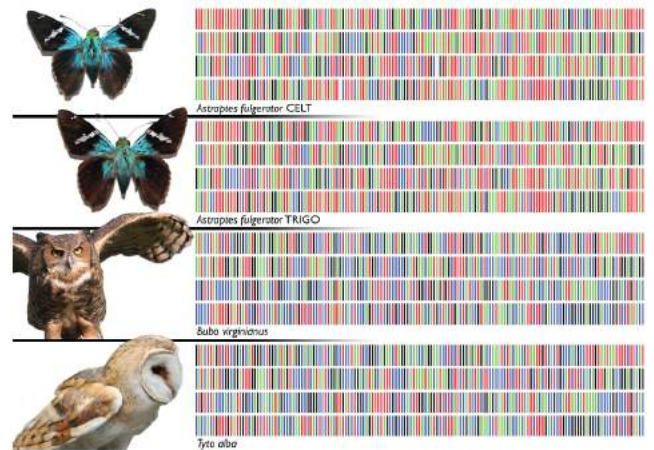 Astraptes fulgerator CELT
Astraptes fulgerator TRIGO
Bubo virginianus
Tyto alba